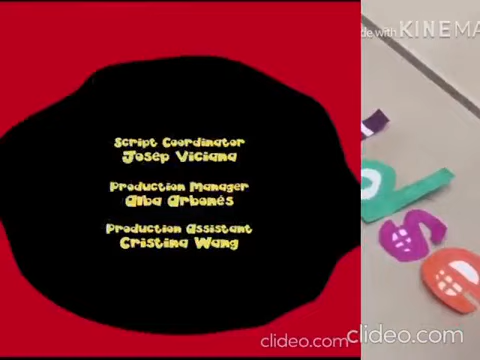 Script Coordinator
Josep Viciana
Production Manager
Alba Arbonés
Production Assistant
Cristina Wang
de with KINEMA
clideo.com
clideo.com